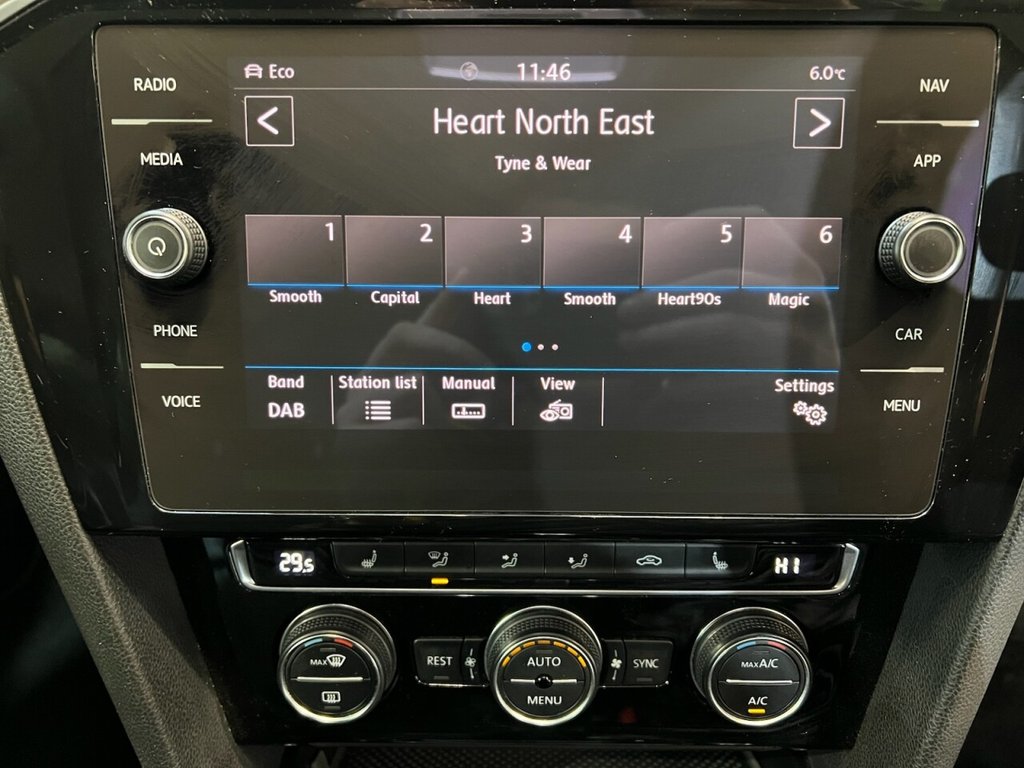 RADIO
MEDIA
PHONE
VOICE
Eco
11:46
6.0°C
<
Heart North East
>
Tyne & Wear
1
2
3
4
5
6
Smooth
Capital
Heart
Smooth
Heart90s
Magic
Band
DAB
Station list
Manual
View
Settings
NAV
APP
CAR
MENU
29.5
HI
MAX
REST
AUTO
MENU
SYNC
MAX A/C
A/C